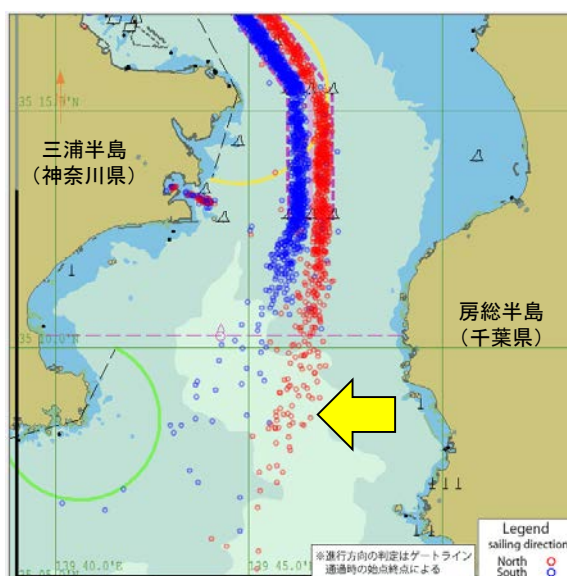 35 15.0'N
三浦半島
（神奈川県）
房総半島
（千葉県）
35 10.0'N
※進行方向の判定はゲートライン
通過時の始点終点による
Legend
sailing direction
North
South
35 05.0'N
139 40.0'E
139 45.0'E